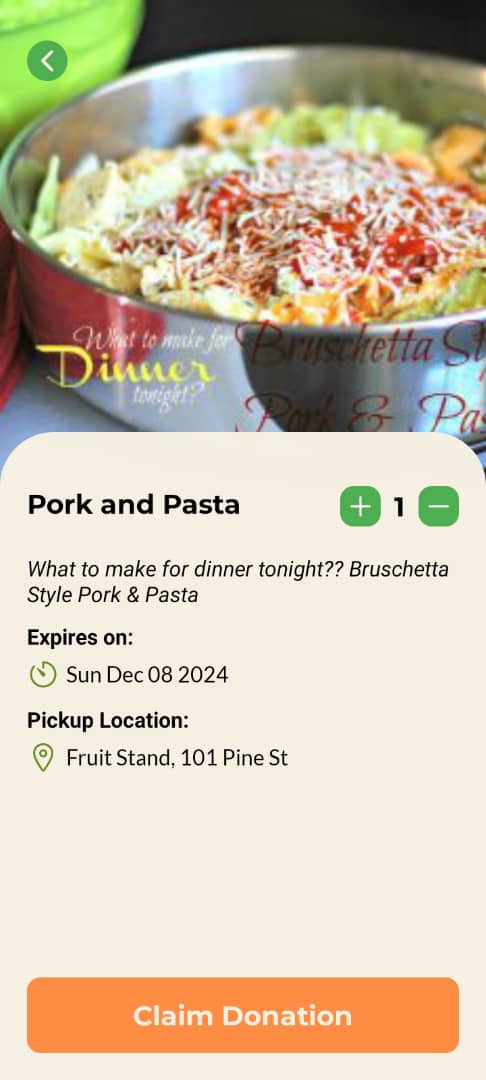 What to make for
Dinner
tonight?
Bruschetta St
Pork & Pas
Pork and Pasta
1
What to make for dinner tonight?? Bruschetta
Style Pork & Pasta
Expires on:
Sun Dec 08 2024
Pickup Location:
Fruit Stand, 101 Pine St
Claim Donation